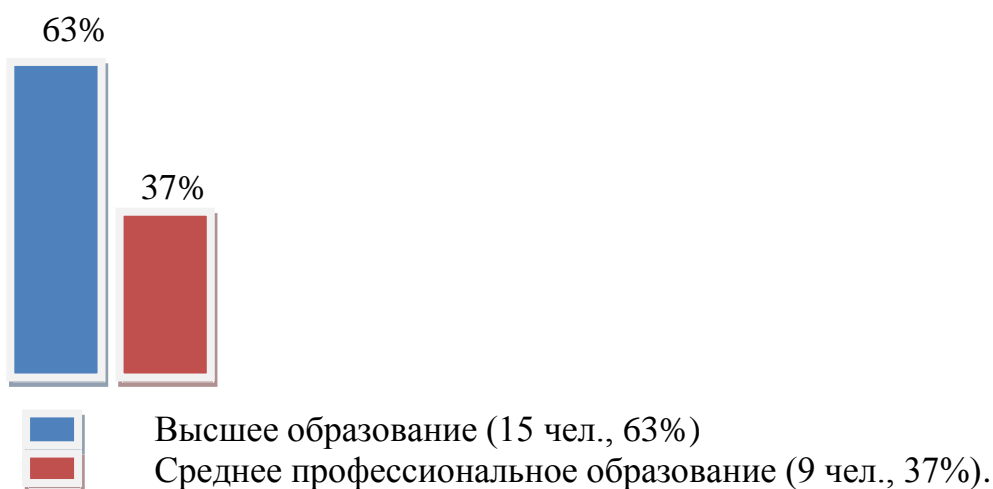 63%
37%
Высшее образование (15 чел., 63%)
Среднее профессиональное образование (9 чел., 37%).